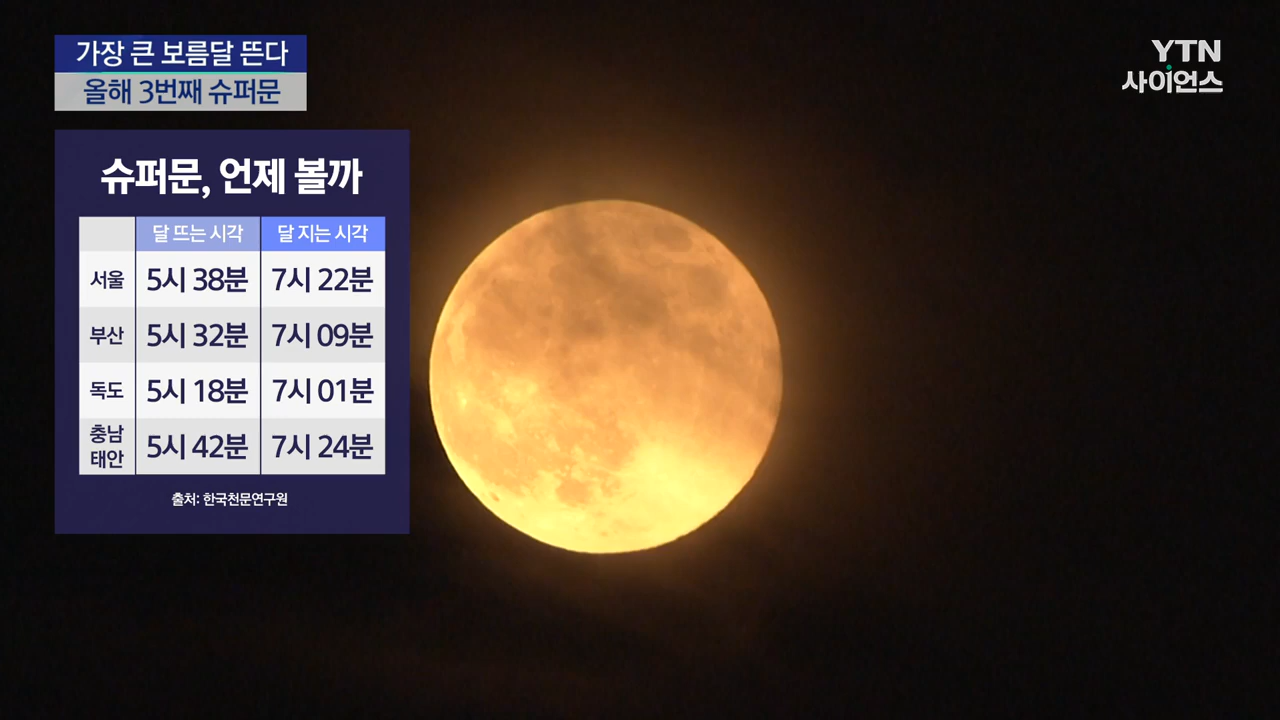 가장 큰 보름달 뜬다
올해 3번째 슈퍼문
YTN
사이언스
슈퍼문, 언제 볼까
달 뜨는 시각 달 지는 시각
서울 5시 38분 7시 22분
부산 5시 32분 7시 09분
독도 5시 18분 7시 01분
충남
태안 5시 42분 7시 24분
출처: 한국천문연구원